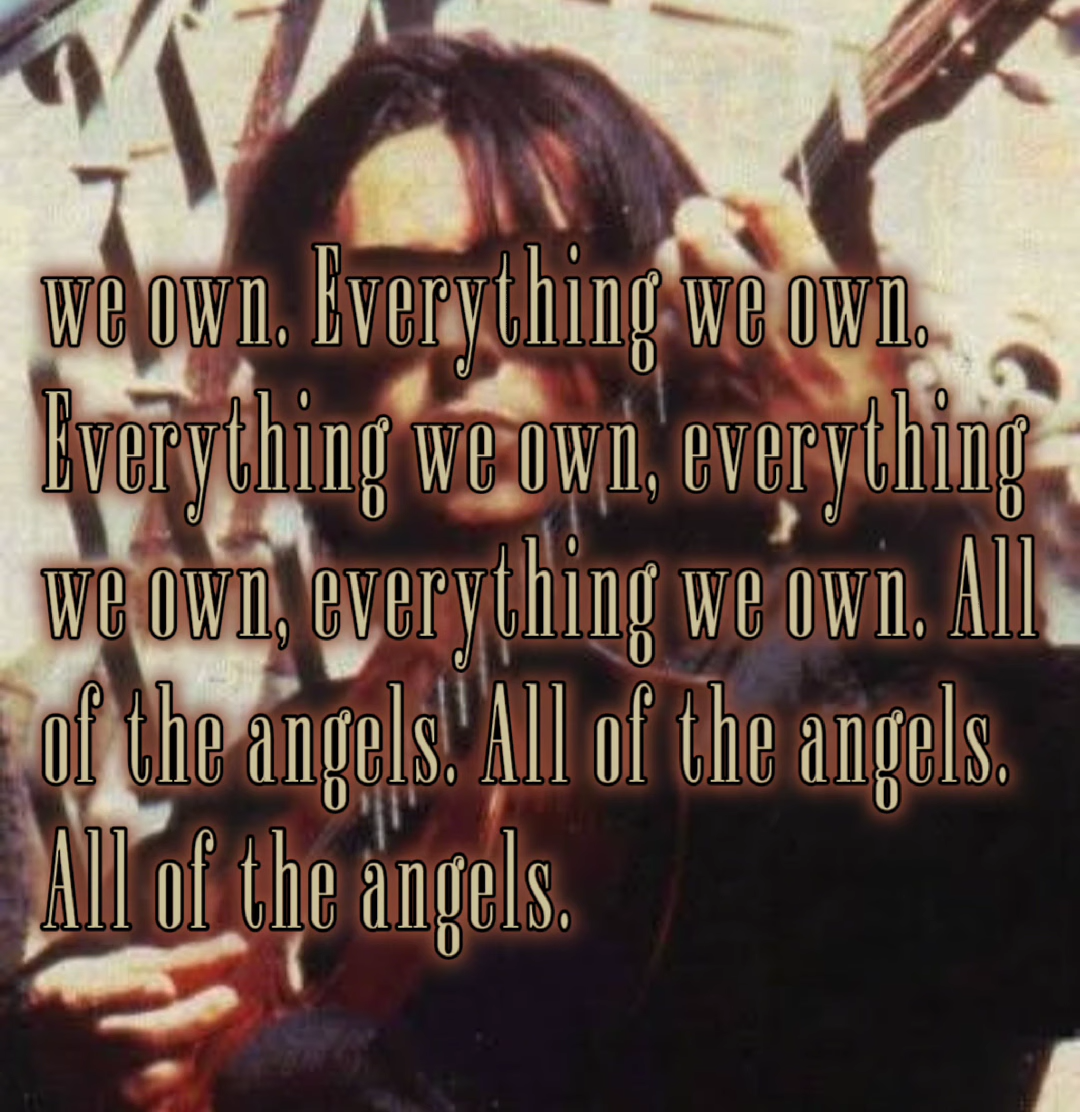 we own. Everything we own.
Everything we own, everything
we own, everything we own. All
of the angels. All of the angels.
All of the angels.